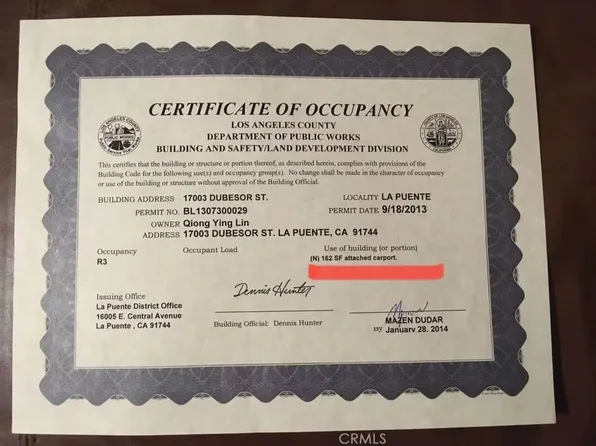 CERTIFICATE OF OCCUPANCY
LOS ANGELES COUNTY
DEPARTMENT OF PUBLIC WORKS
BUILDING AND SAFETY/LAND DEVELOPMENT DIVISION
This certifies that the building or structure or portion thereof, as described herein, complies with provisions of the
Building Code for the following use(s) and occupancy group(s). No change shall be made in the character of occupancy
or use of the building or structure without approval of the Building Official.
BUILDING ADDRESS 17003 DUBESOR ST. LOCALITY LA PUENTE
PERMIT NO. BL1307300029 PERMIT DATE 9/18/2013
OWNER Qiong Ying Lin
ADDRESS 17003 DUBESOR ST. LA PUENTE, CA 91744
Occupancy Occupant Load Use of building (or portion)
R3 (N) 162 SF attached carport.
Dennis Hunter
Issuing Office
La Puente District Office
16005 E. Central Avenue
La Puente , CA 91744
Building Official: Dennis Hunter
MAZEN DUDAR
By January 28, 2014
CRMLS